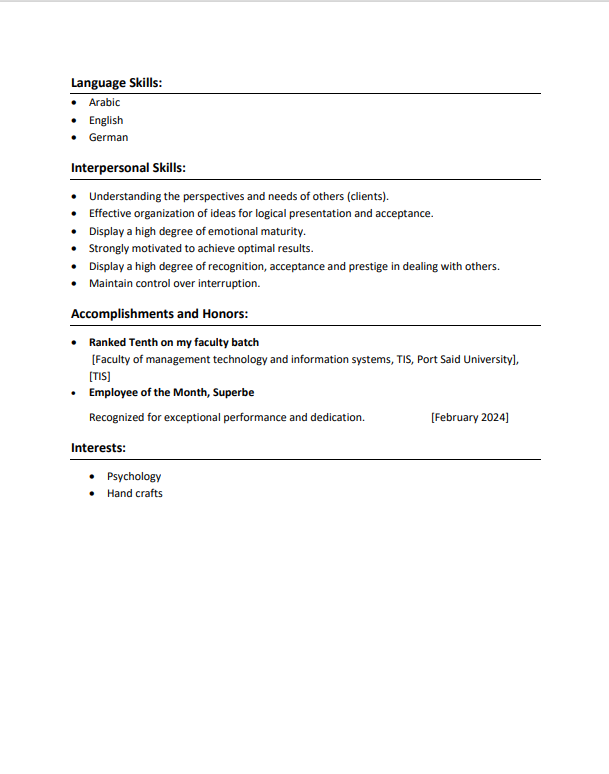 Language Skills:
• Arabic
• English
• German
Interpersonal Skills:
• Understanding the perspectives and needs of others (clients).
• Effective organization of ideas for logical presentation and acceptance.
• Display a high degree of emotional maturity.
• Strongly motivated to achieve optimal results.
• Display a high degree of recognition, acceptance and prestige in dealing with others.
• Maintain control over interruption.
Accomplishments and Honors:
• Ranked Tenth on my faculty batch
[Faculty of management technology and information systems, TIS, Port Said University],
[TIS]
• Employee of the Month, Superbe
Recognized for exceptional performance and dedication. [February 2024]
Interests:
• Psychology
• Hand crafts